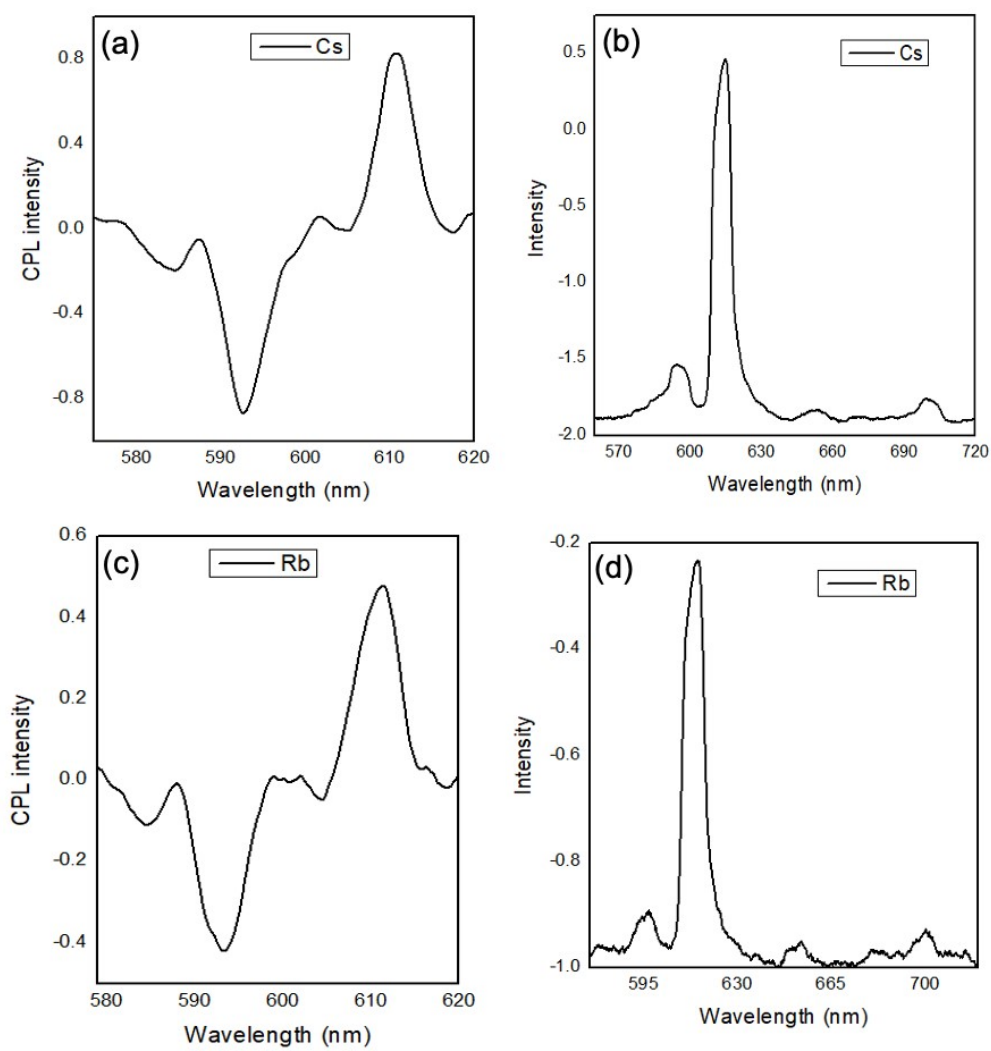 (a)
Cs
0.8
0.4
0.0
-0.4
-0.8
CPL intensity
580 590 600 610 620
Wavelength (nm)
(b)
Cs
0.5
0.0
-0.5
-1.0
-1.5
-2.0
Intensity
570 600 630 660 690 720
Wavelength (nm)
(c)
Rb
0.6
0.4
0.2
0.0
-0.2
-0.4
CPL intensity
580 590 600 610 620
Wavelength (nm)
(d)
Rb
-0.2
-0.4
-0.6
-0.8
-1.0
Intensity
595 630 665 700
Wavelength (nm)